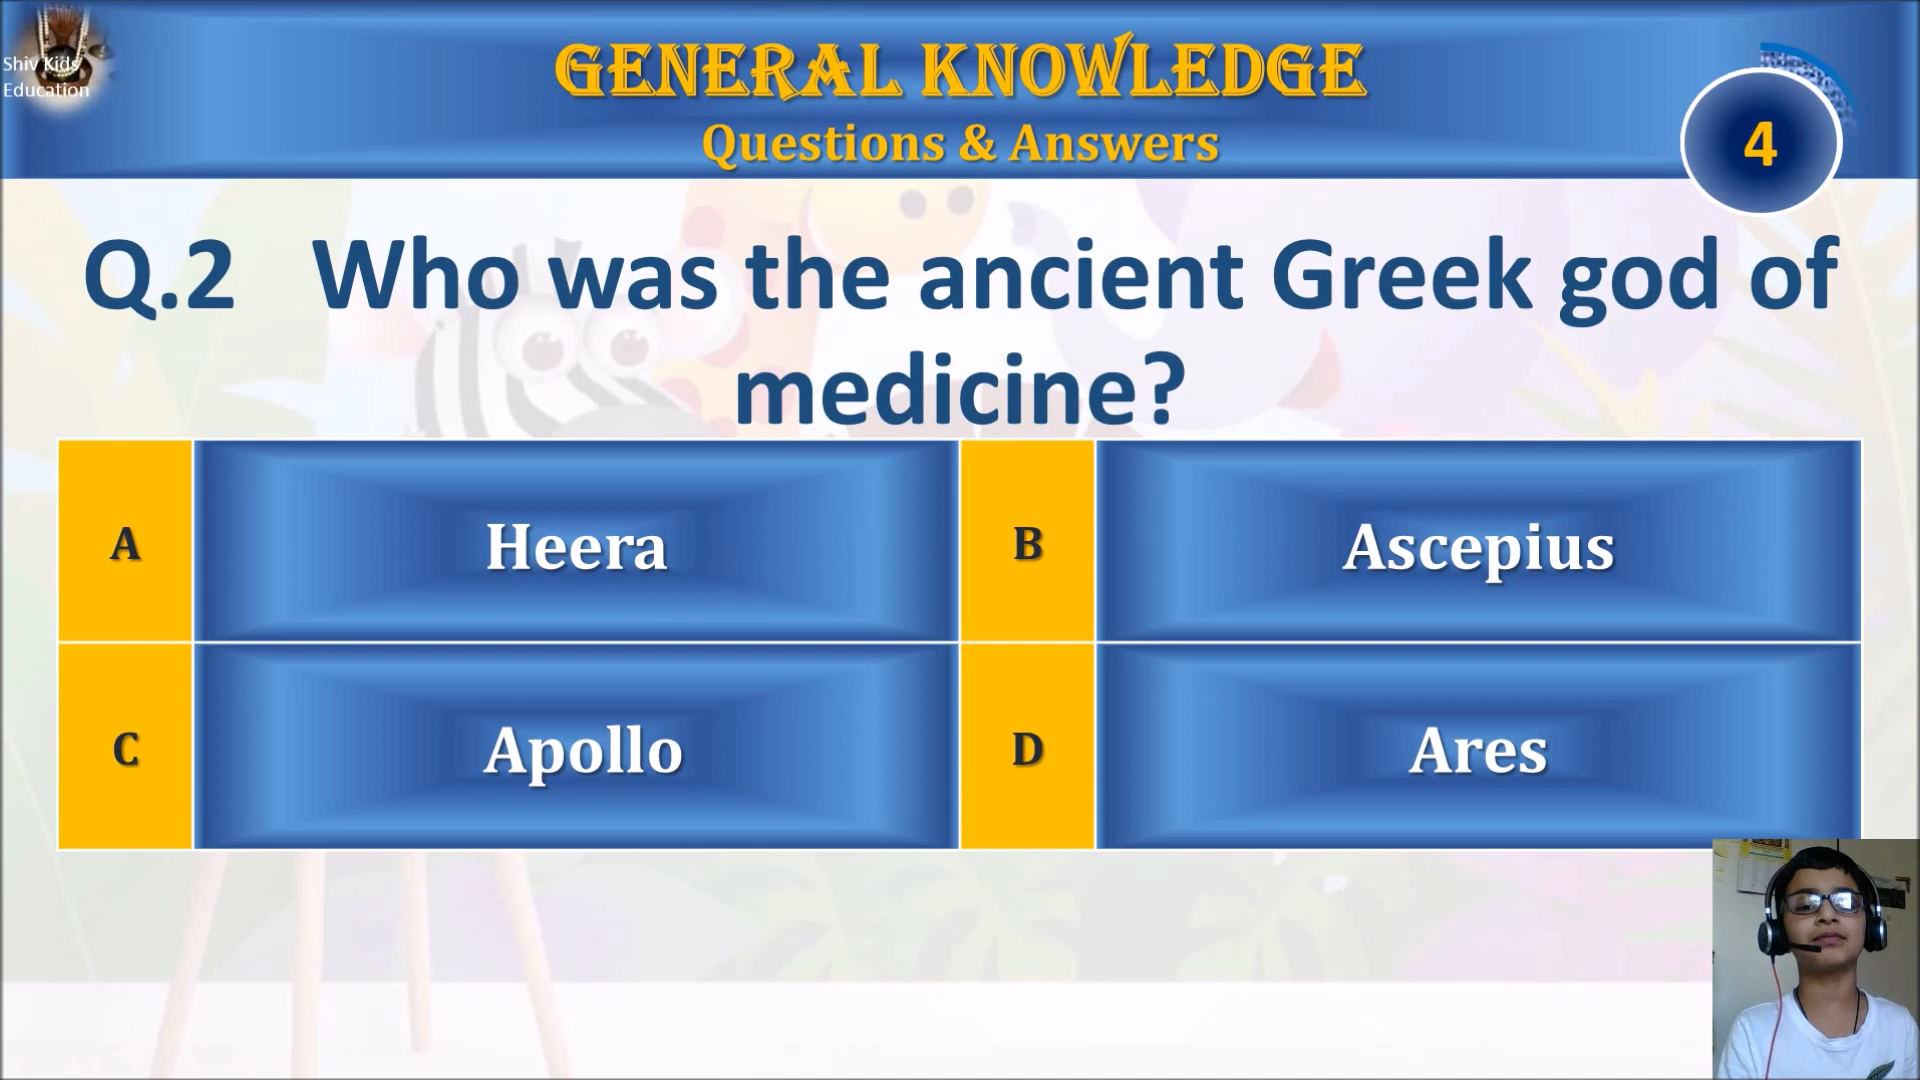 Shiv Kids
Education
GENERAL KNOWLEDGE
Questions & Answers
4
Q.2 Who was the ancient Greek god of
medicine?
A Heera B Ascepius
C Apollo D Ares